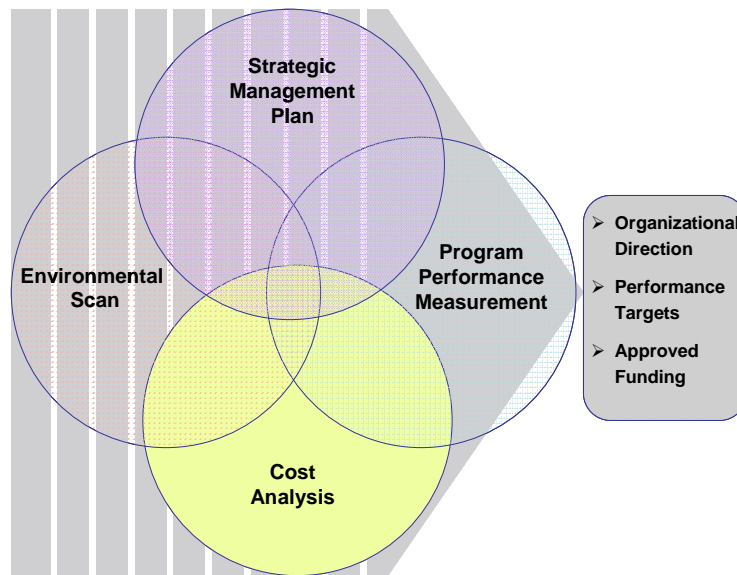 Strategic
Management
Plan
Environmental
Scan
Program
Performance
Measurement
Cost
Analysis
➢ Organizational
Direction
➢ Performance
Targets
➢ Approved
Funding